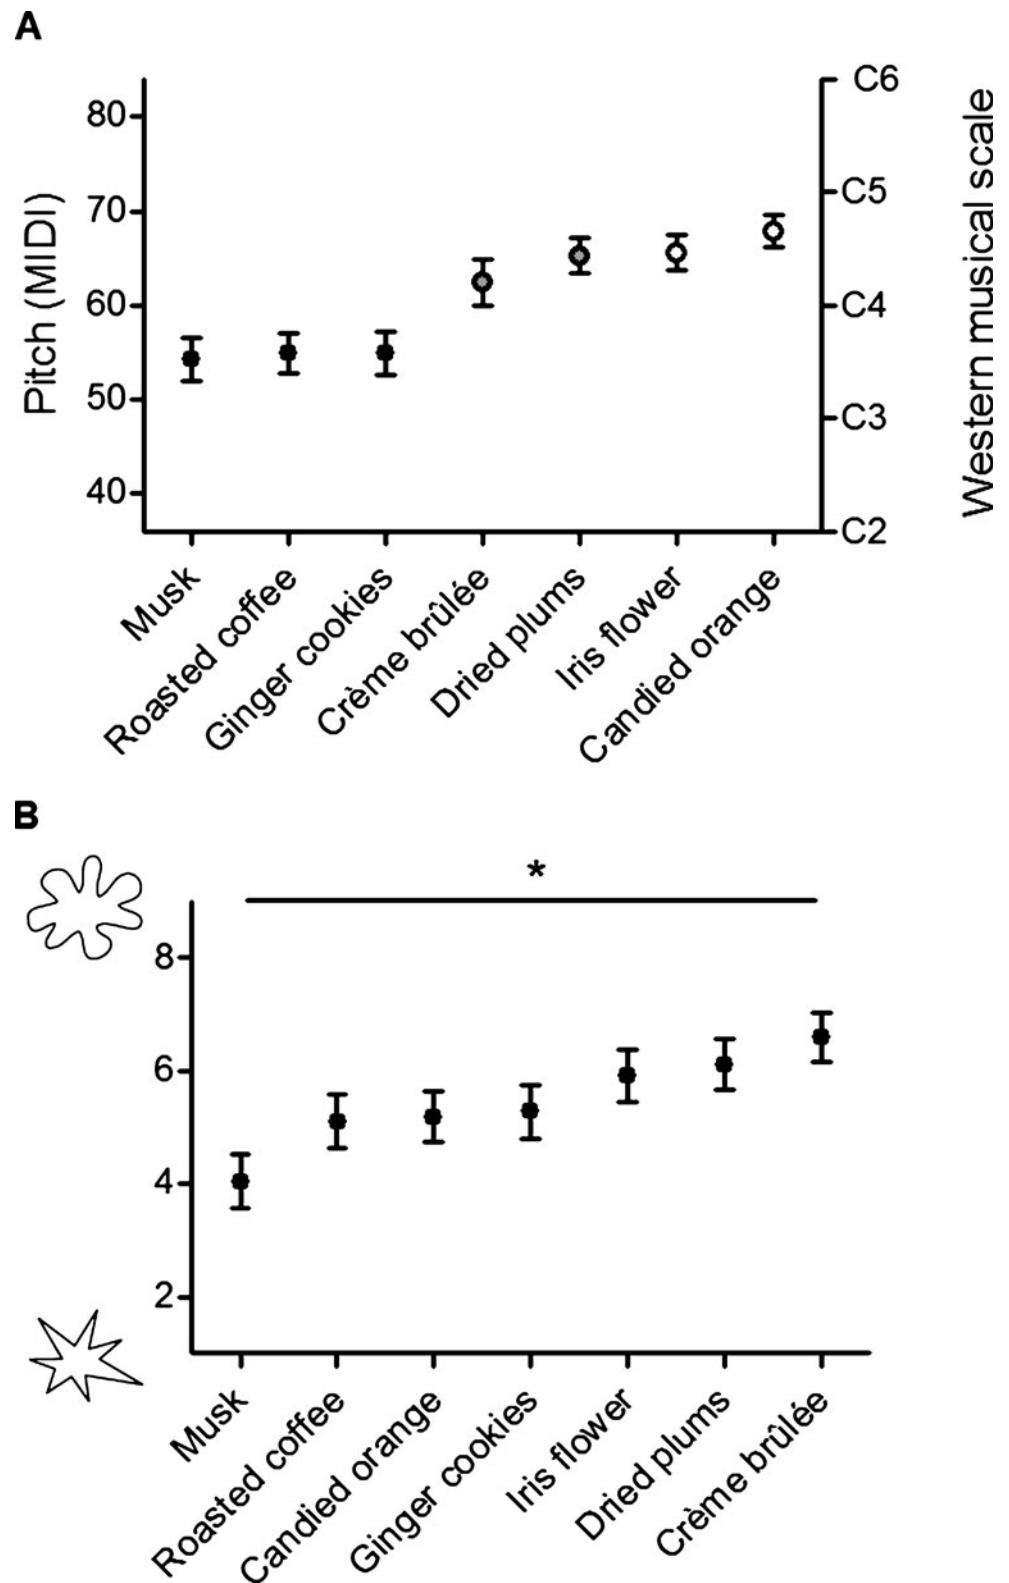 A
Pitch (MIDI)
80
70
60
50
40
C6
C5
C4
C3
C2
Western musical scale
Musk
Roasted coffee
Ginger cookies
Crème brûlée
Dried plums
Iris flower
Candied orange
B
*
8
6
4
2
Musk
Roasted coffee
Candied orange
Ginger cookies
Iris flower
Dried plums
Crème brûlée